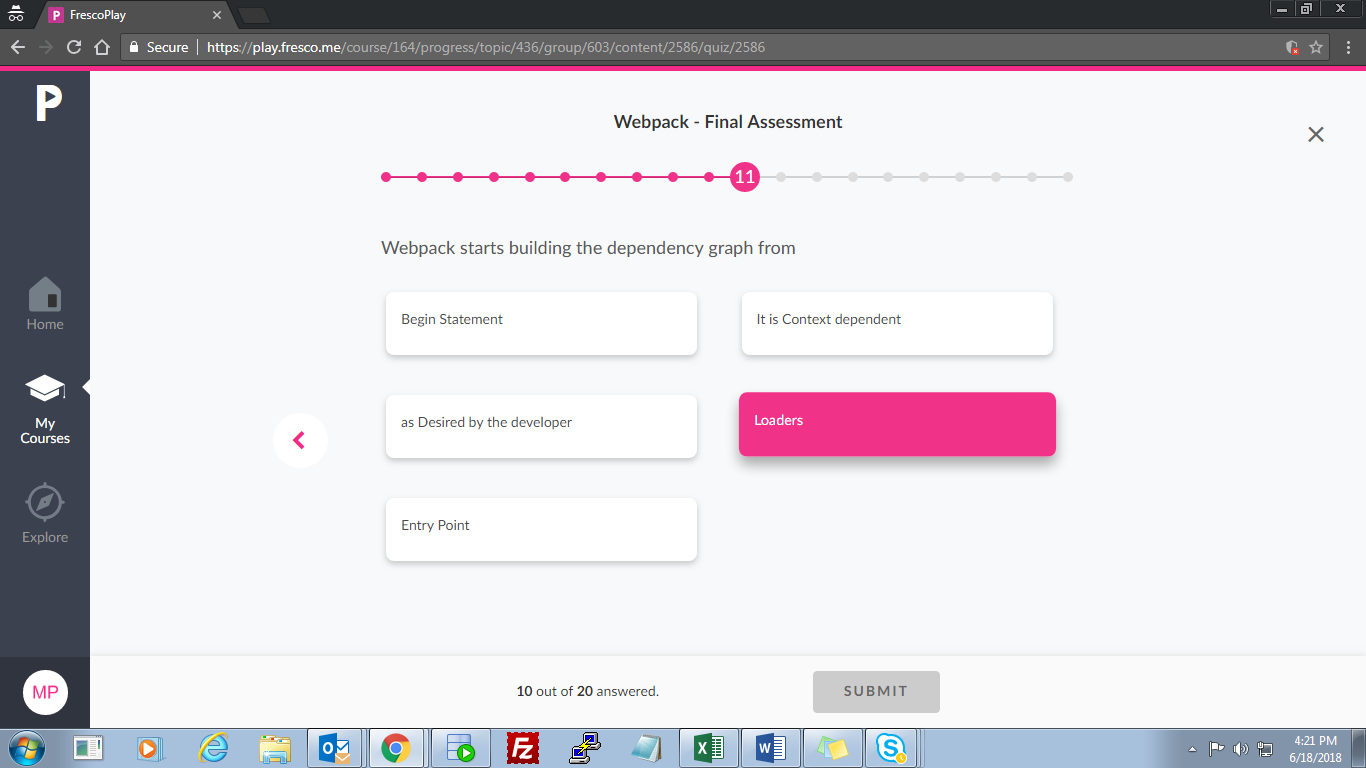 FrescoPlay
Secure
https://play.fresco.me/course/164/progress/topic/436/group/603/content/2586/quiz/2586
P
Webpack - Final Assessment
11
Webpack starts building the dependency graph from
Begin Statement
It is Context dependent
as Desired by the developer
Loaders
Entry Point
Home
My
Courses
Explore
MP
10 out of 20 answered.
SUBMIT
4:21 PM
6/18/2018